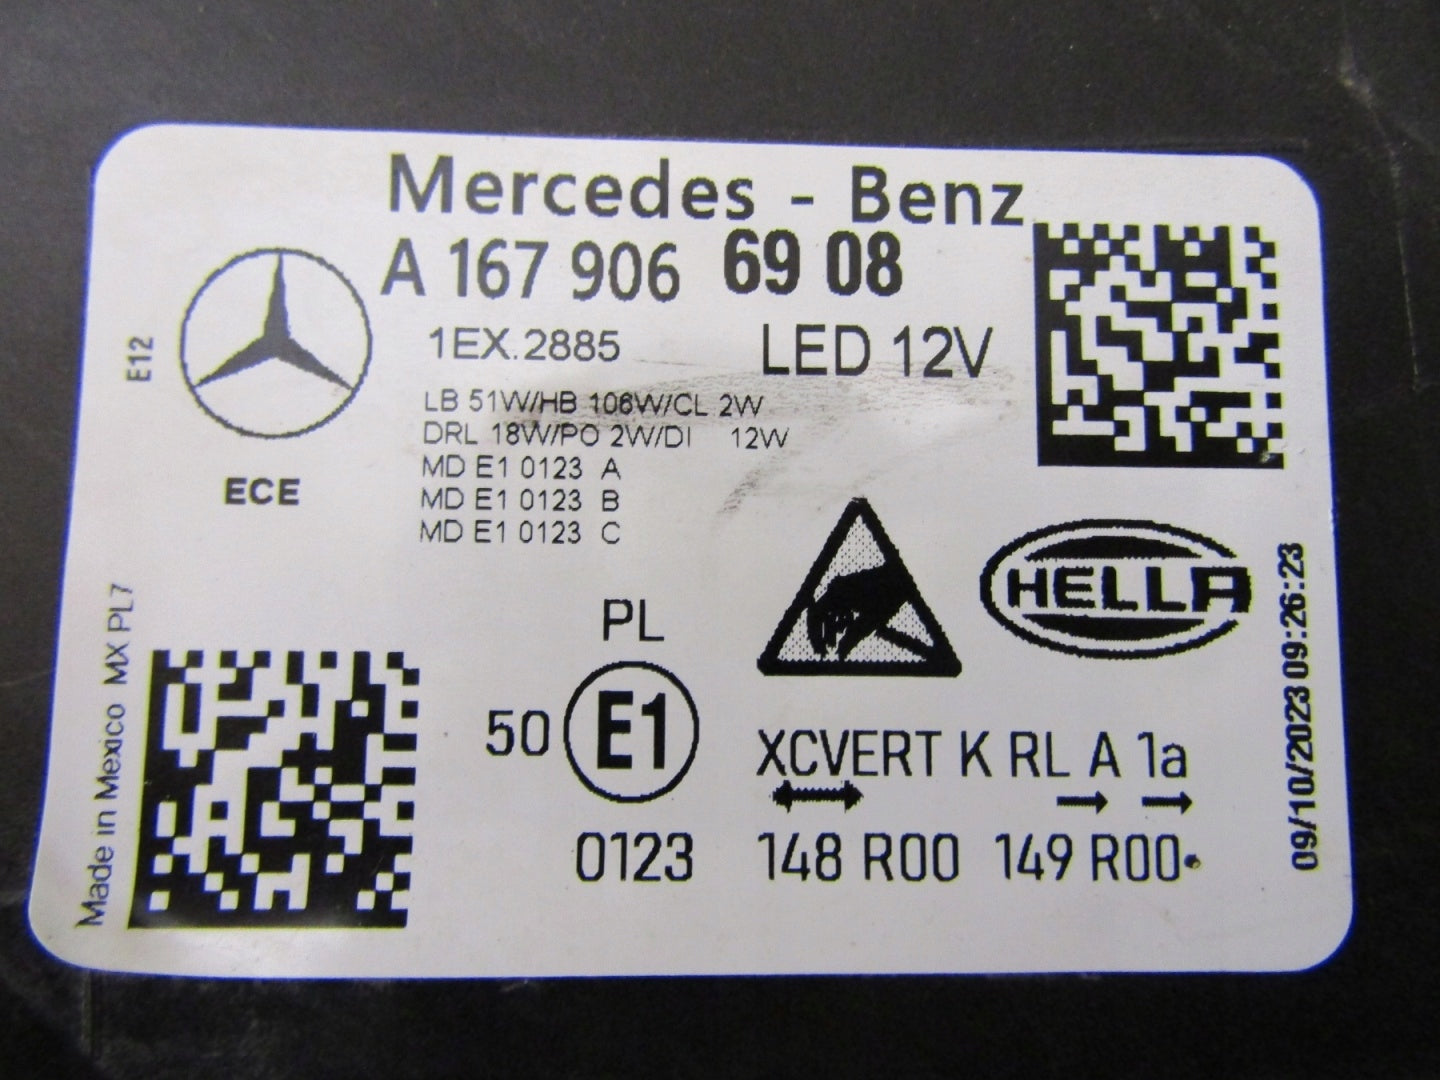 Mercedes - Benz
A 167 906 69 08
1EX.2885 LED 12V
E12
LB 51W/HB 106W/CL 2W
DRL 18W/PO 2W/DI 12W
MD E1 0123 A
MD E1 0123 B
MD E1 0123 C
ECE
HELLA
PL
50 E1 XCVERT K RL A 1a
0123 148 R00 149 R00
Made in Mexico MX PL7
09/10/2023 09:26:23